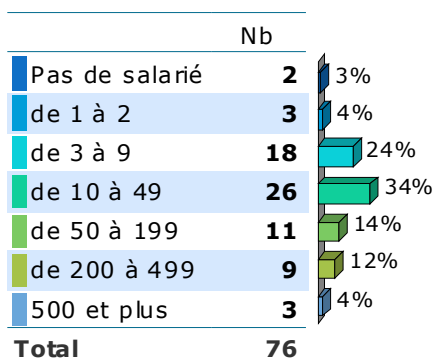 Nb
Pas de salarié 2 3%
de 1 à 2 3 4%
de 3 à 9 18 24%
de 10 à 49 26 34%
de 50 à 199 11 14%
de 200 à 499 9 12%
500 et plus 3 4%
Total 76